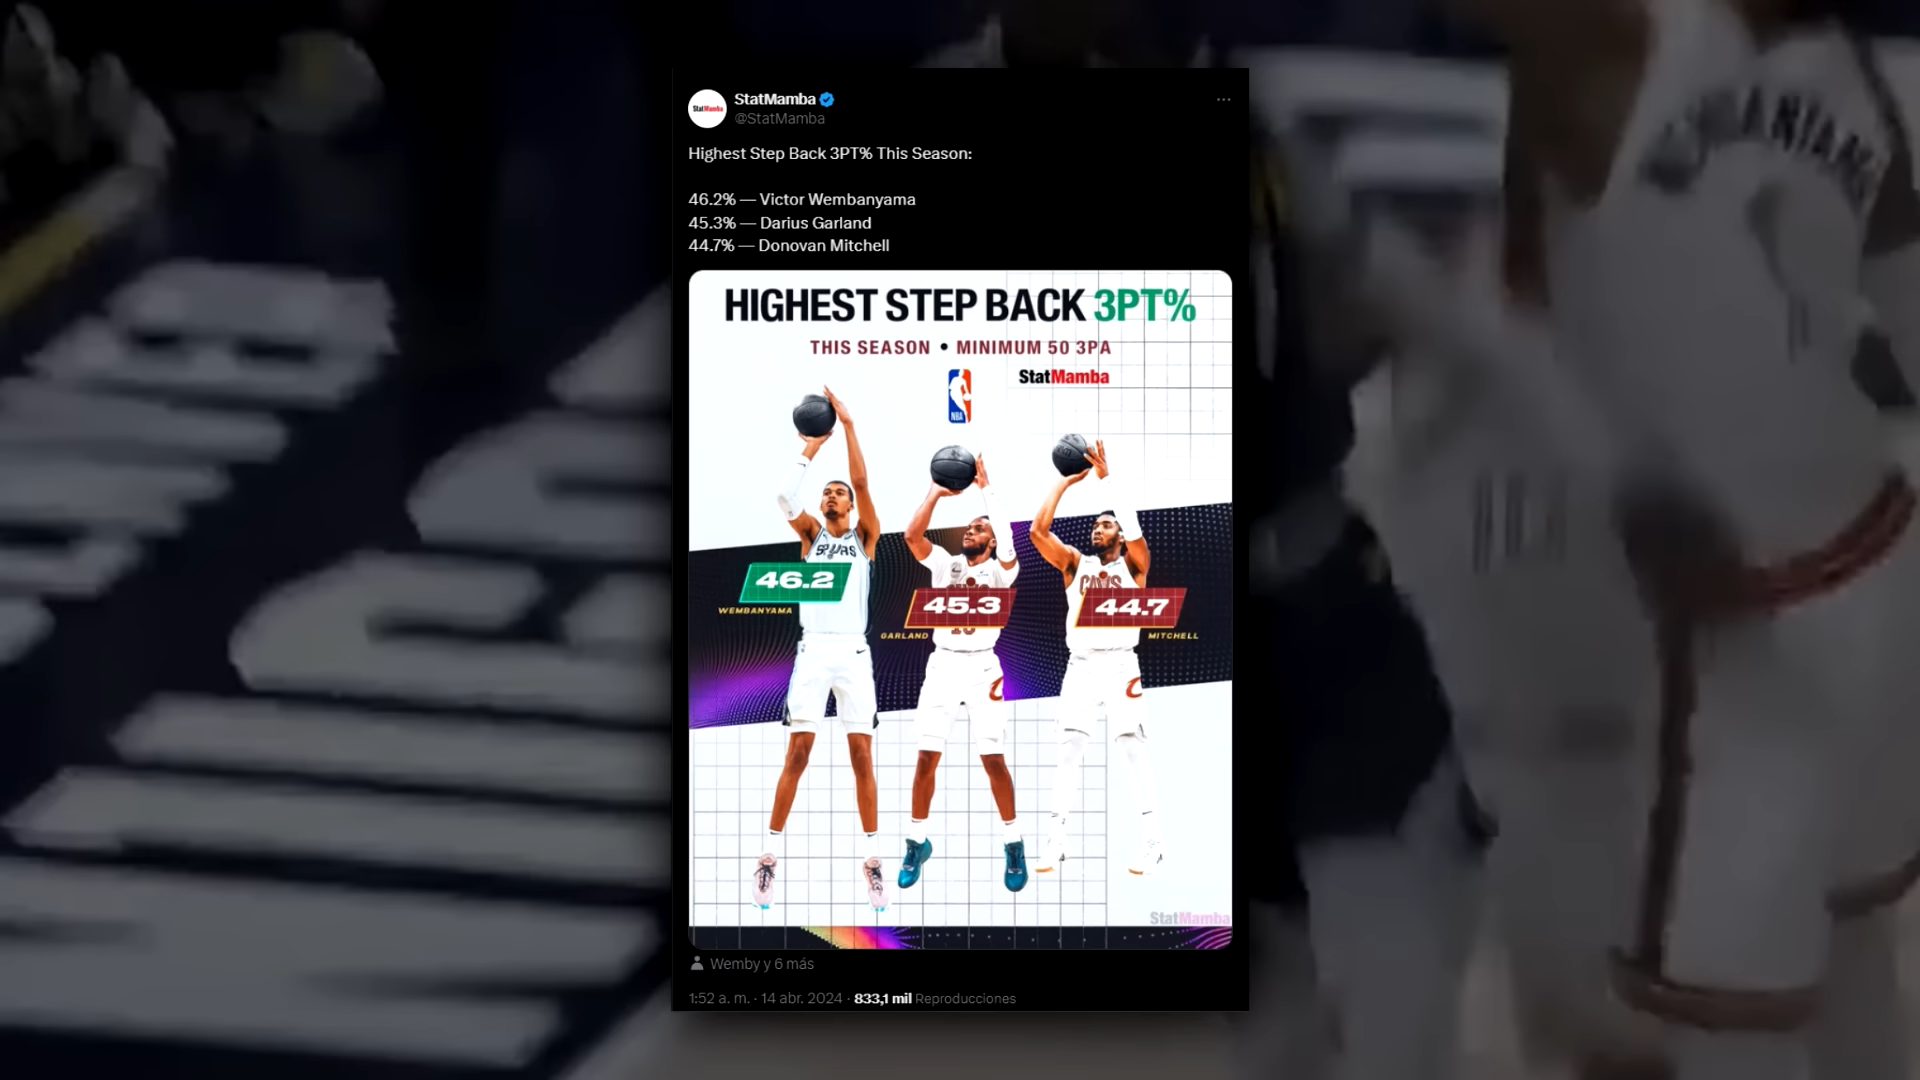 StatMamba
StatMamba
@StatMamba
Highest Step Back 3PT% This Season:
46.2% — Victor Wembanyama
45.3% — Darius Garland
44.7% — Donovan Mitchell
HIGHEST STEP BACK 3PT%
THIS SEASON • MINIMUM 50 3PA
StatMamba
NBA
SPURS
CAVS
46.2
WEMBANYAMA
45.3
GARLAND
44.7
MITCHELL
StatMamba
Wemby y 6 más
1:52 a. m. · 14 abr. 2024 · 833,1 mil Reproducciones